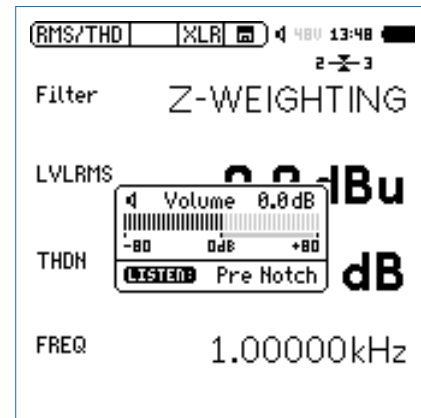 RMS/THD XLR 48V 13:48
2 3
Filter Z-WEIGHTING
LVLRMS dBu
Volume 0.0dB
-80 0dB +80
LISTEN: Pre Notch
THDN dB
FREQ 1.00000kHz